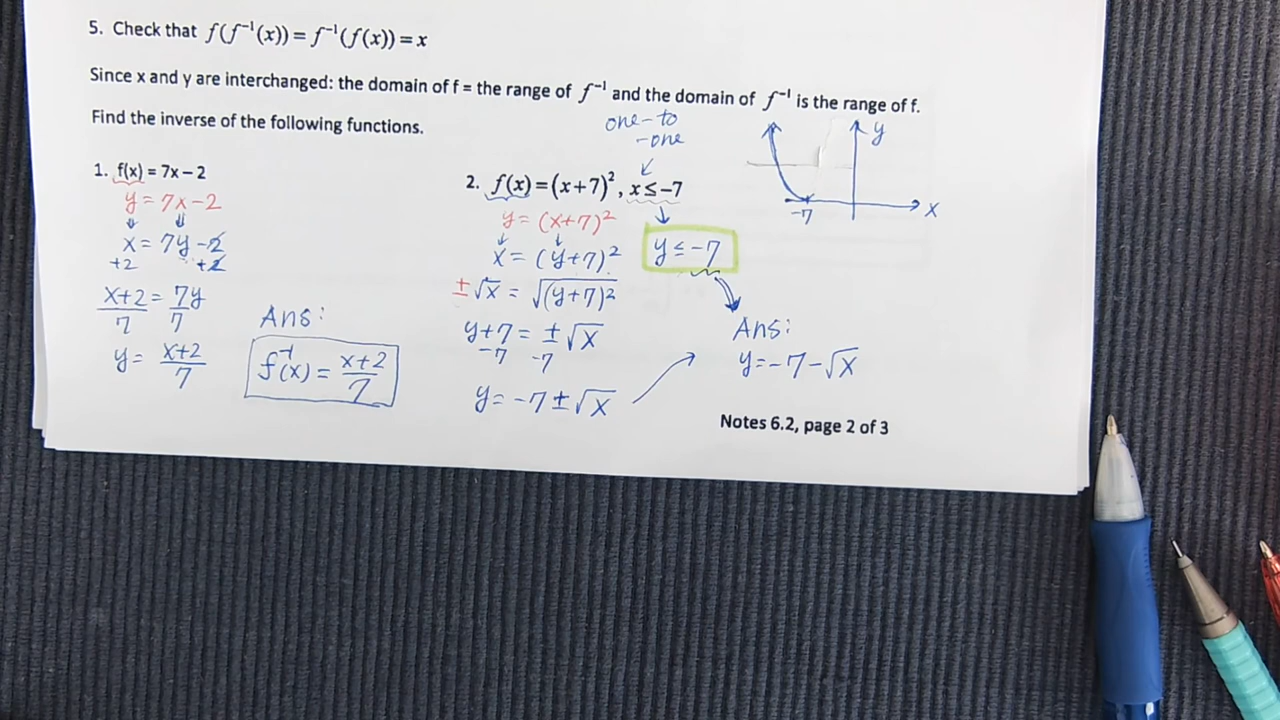 5. Check that f(f⁻¹(x)) = f⁻¹(f(x)) = x
Since x and y are interchanged: the domain of f = the range of f⁻¹ and the domain of f⁻¹ is the range of f.
Find the inverse of the following functions.
1. f(x) = 7x – 2
y = 7x-2
x = 7y -2
+2 +2
x+2 = 7y
7 7
y = x+2
7
Ans:
f⁻¹(x) = x+2
7
one-to
-one
2. f(x) = (x+7)², x ≤ -7
y = (x+7)²
x = (y+7)²
y ≤ -7
±√x = √(y+7)²
y+7 = ±√x
-7 -7
y = -7 ± √x
y
x
-7
Ans:
y = -7 - √x
Notes 6.2, page 2 of 3